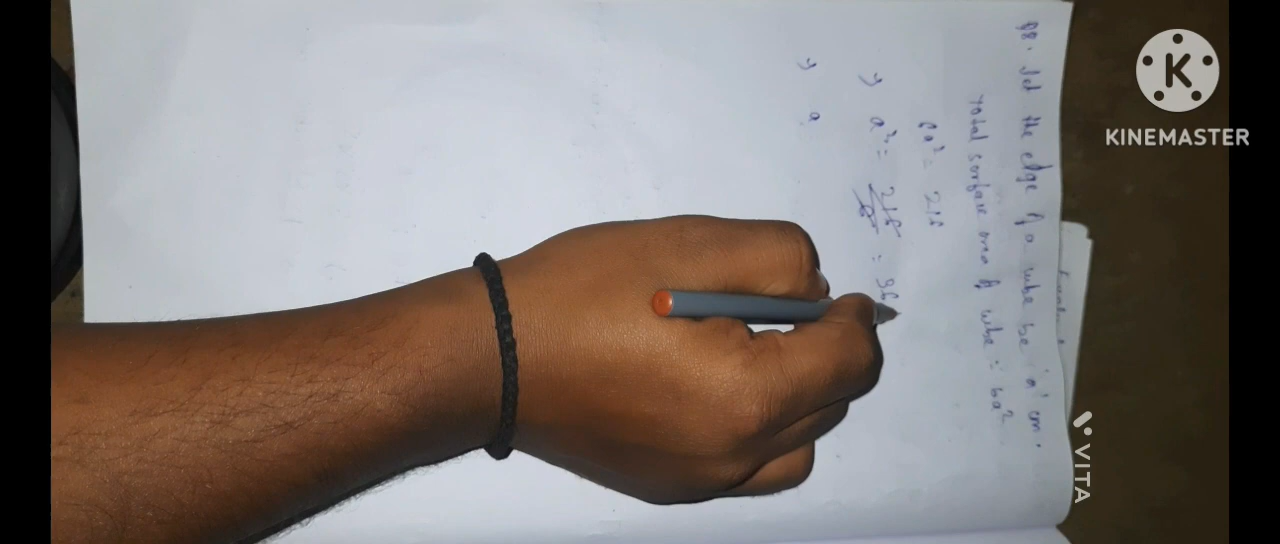 Q8. Let the edge of a cube be 'a' cm.
Total surface area of cube = 6a²
6a² = 216
⇒ a² = 216/6 = 36
⇒ a
K
KINEMASTER
VITA